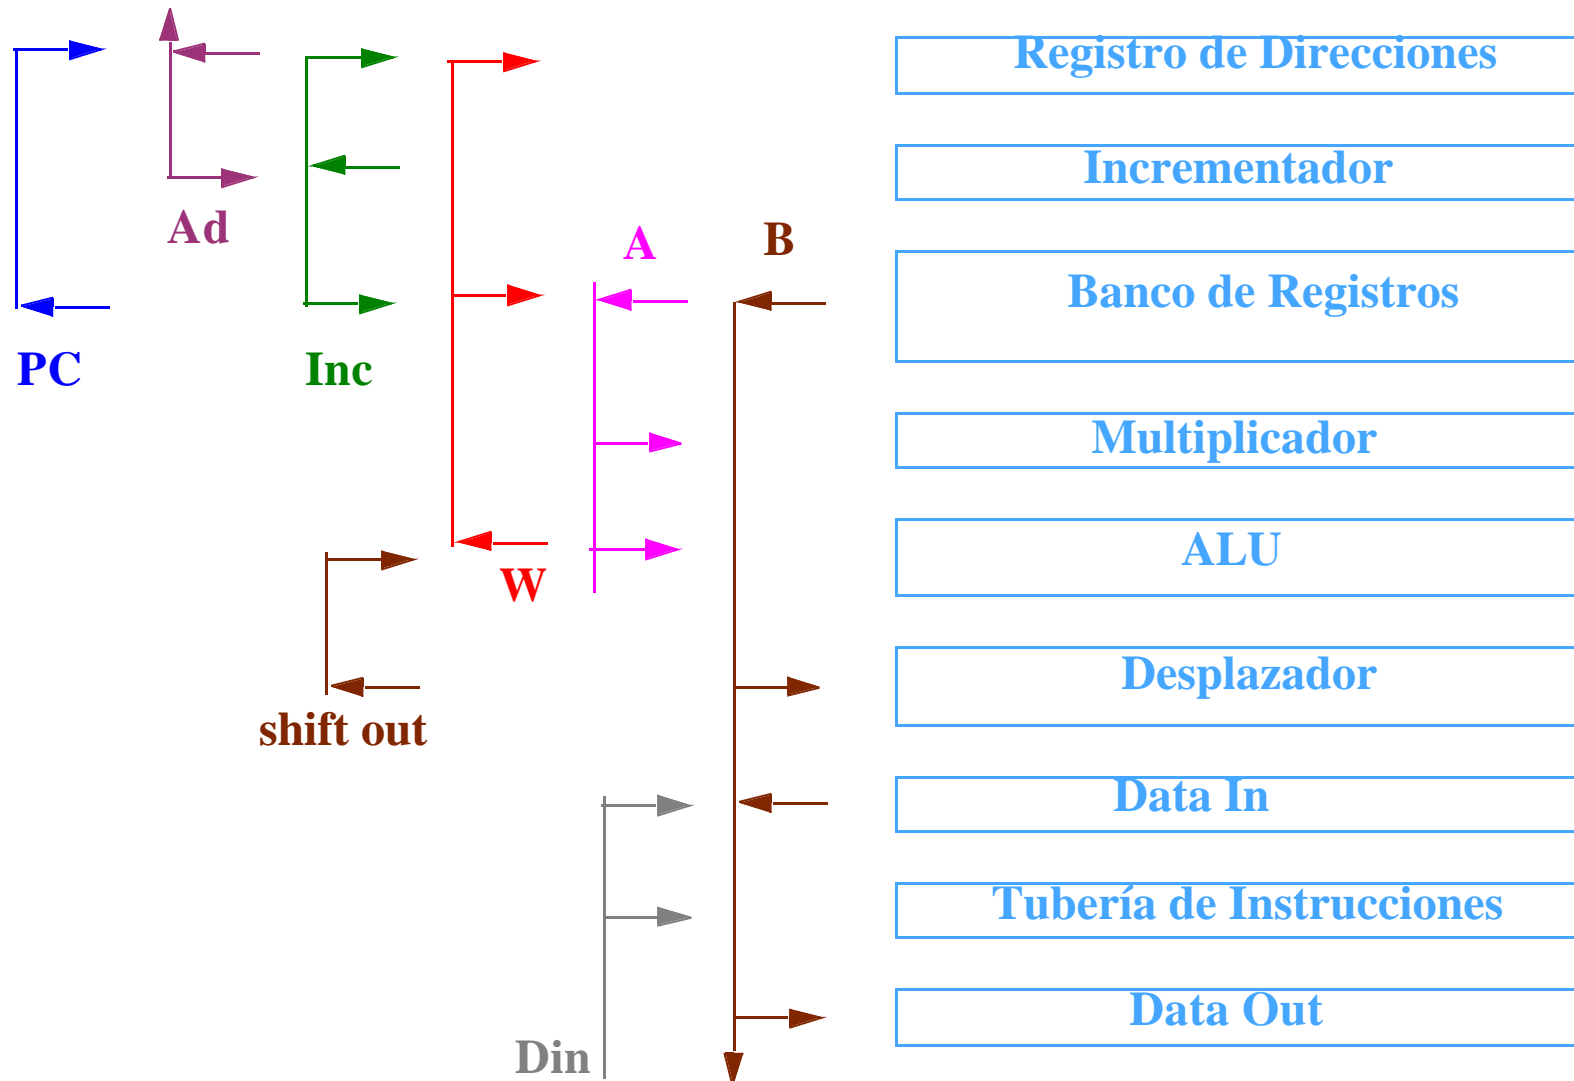 Registro de Direcciones
Incrementador
Ad
A
B
Banco de Registros
PC
Inc
Multiplicador
ALU
W
Desplazador
shift out
Data In
Tubería de Instrucciones
Data Out
Din